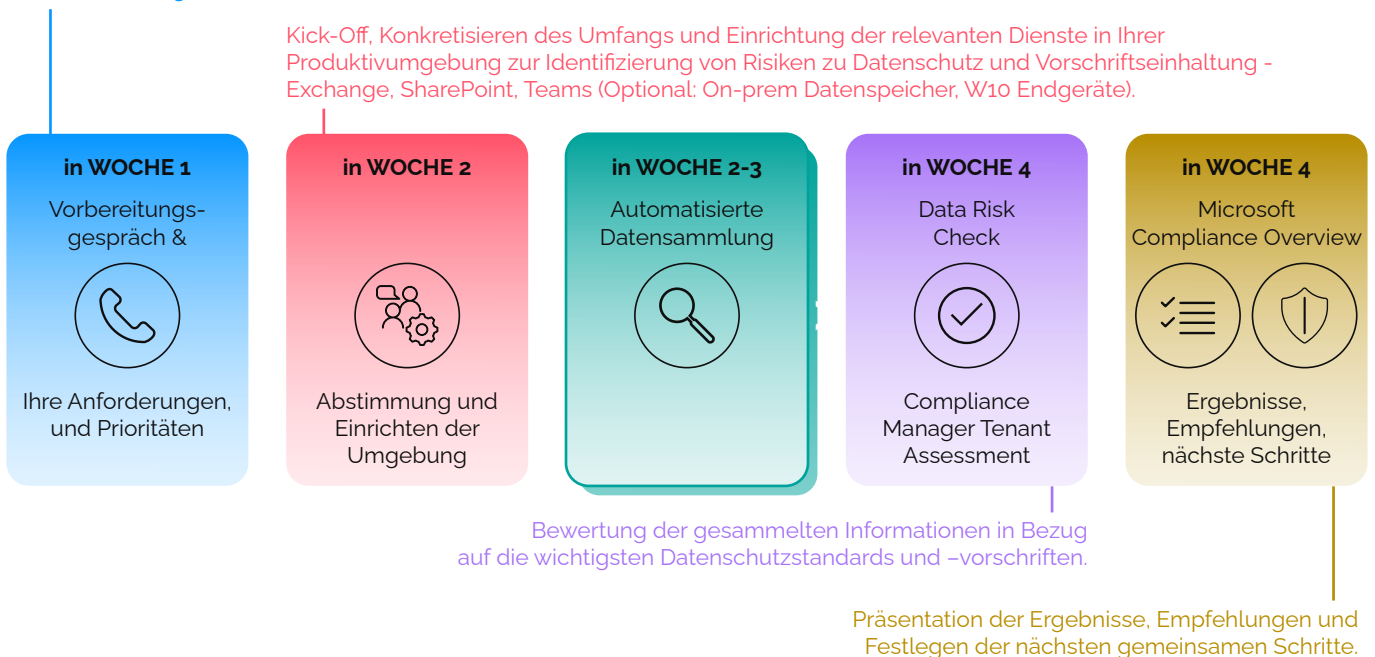 Kick-Off, Konkretisieren des Umfangs und Einrichtung der relevanten Dienste in Ihrer
Produktivumgebung zur Identifizierung von Risiken zu Datenschutz und Vorschriftseinhaltung -
Exchange, SharePoint, Teams (Optional: On-prem Datenspeicher, W10 Endgeräte).
in WOCHE 1
Vorbereitungs-
gespräch &
Ihre Anforderungen,
und Prioritäten
in WOCHE 2
Abstimmung und
Einrichten der
Umgebung
in WOCHE 2-3
Automatisierte
Datensammlung
in WOCHE 4
Data Risk
Check
Compliance
Manager Tenant
Assessment
in WOCHE 4
Microsoft
Compliance Overview
Ergebnisse,
Empfehlungen,
nächste Schritte
Bewertung der gesammelten Informationen in Bezug
auf die wichtigsten Datenschutzstandards und –vorschriften.
Präsentation der Ergebnisse, Empfehlungen und
Festlegen der nächsten gemeinsamen Schritte.